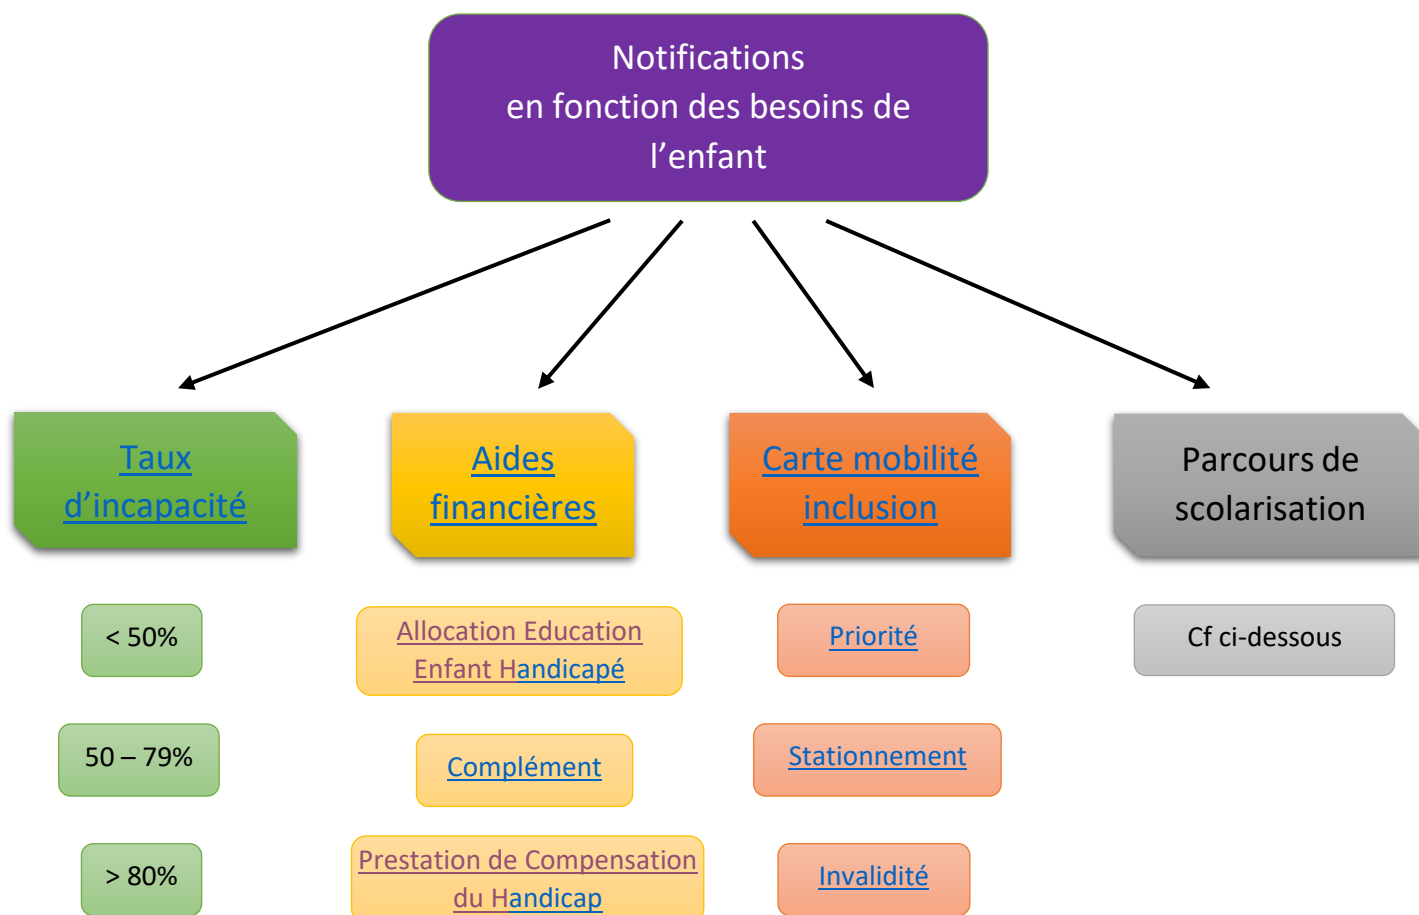 Notifications
en fonction des besoins de
l'enfant
Taux
d'incapacité
Aides
financières
Carte mobilité
inclusion
Parcours de
scolarisation
< 50%
Allocation Education
Enfant Handicapé
Priorité
Cf ci-dessous
50 – 79%
Complément
Stationnement
> 80%
Prestation de Compensation
du Handicap
Invalidité